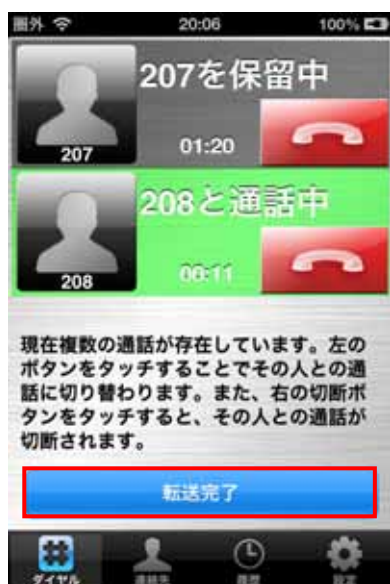 圏外 20:06 100%
207を保留中
207 01:20
208と通話中
208 00:11
現在複数の通話が存在しています。左の
ボタンをタッチすることでその人との通
話に切り替わります。また、右の切断ボ
タンをタッチすると、その人との通話が
切断されます。
転送完了
ダイヤル 連絡先 履歴